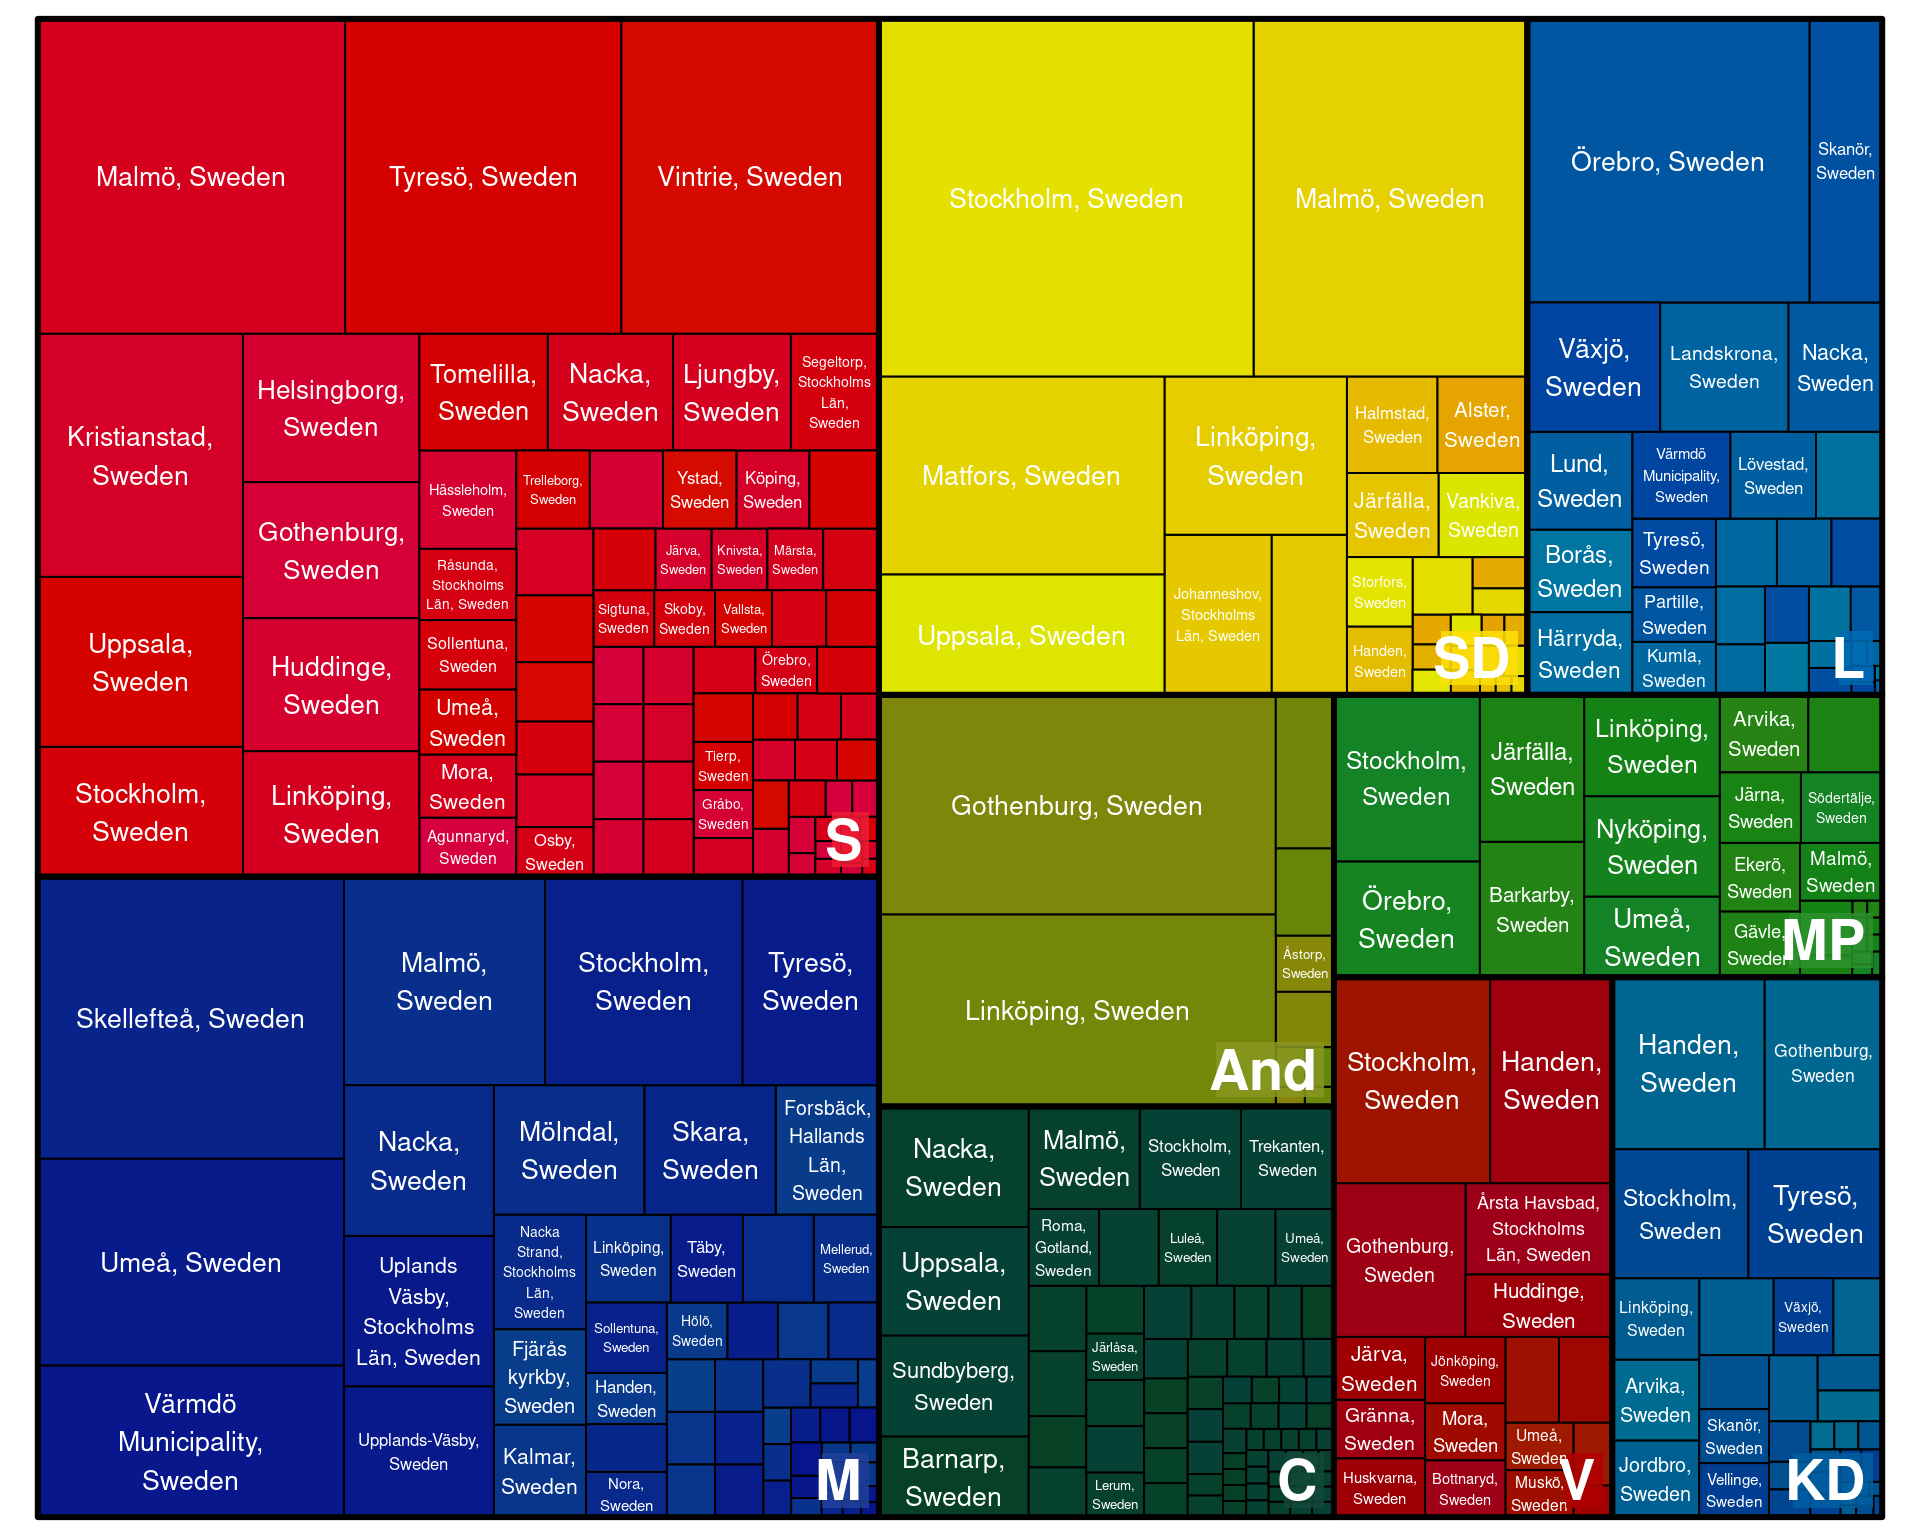 Malmö, Sweden
Tyresö, Sweden
Vintrie, Sweden
Kristianstad,
Sweden
Uppsala,
Sweden
Stockholm,
Sweden
Helsingborg,
Sweden
Gothenburg,
Sweden
Huddinge,
Sweden
Linköping,
Sweden
Tomelilla,
Sweden
Nacka,
Sweden
Ljungby,
Sweden
Segeltorp,
Stockholms
Län,
Sweden
Hässleholm,
Sweden
Råsunda,
Stockholms
Län, Sweden
Sollentuna,
Sweden
Umeå,
Sweden
Mora,
Sweden
Agunnaryd,
Sweden
Trelleborg,
Sweden
Ystad,
Sweden
Köping,
Sweden
Järva,
Sweden
Knivsta,
Sweden
Märsta,
Sweden
Sigtuna,
Sweden
Skoby,
Sweden
Vallsta,
Sweden
Örebro,
Sweden
Tierp,
Sweden
Gråbo,
Sweden
Osby,
Sweden
S
Stockholm, Sweden
Malmö, Sweden
Matfors, Sweden
Uppsala, Sweden
Linköping,
Sweden
Johanneshov,
Stockholms
Län, Sweden
Halmstad,
Sweden
Alster,
Sweden
Järfälla,
Sweden
Vankiva,
Sweden
Storfors,
Sweden
Handen,
Sweden
SD
Örebro, Sweden
Skanör,
Sweden
Växjö,
Sweden
Landskrona,
Sweden
Nacka,
Sweden
Lund,
Sweden
Borås,
Sweden
Härryda,
Sweden
Värmdö
Municipality,
Sweden
Lövestad,
Sweden
Tyresö,
Sweden
Partille,
Sweden
Kumla,
Sweden
L
Skellefteå, Sweden
Umeå, Sweden
Värmdö
Municipality,
Sweden
Malmö,
Sweden
Stockholm,
Sweden
Tyresö,
Sweden
Nacka,
Sweden
Uplands
Väsby,
Stockholms
Län, Sweden
Upplands-Väsby,
Sweden
Mölndal,
Sweden
Skara,
Sweden
Forsbäck,
Hallands
Län,
Sweden
Nacka
Strand,
Stockholms
Län,
Sweden
Fjärås
kyrkby,
Sweden
Kalmar,
Sweden
Linköping,
Sweden
Täby,
Sweden
Mellerud,
Sweden
Sollentuna,
Sweden
Hölö,
Sweden
Handen,
Sweden
Nora,
Sweden
M
Gothenburg, Sweden
Linköping, Sweden
Åstorp,
Sweden
And
Nacka,
Sweden
Uppsala,
Sweden
Sundbyberg,
Sweden
Barnarp,
Sweden
Malmö,
Sweden
Stockholm,
Sweden
Trekanten,
Sweden
Roma,
Gotland,
Sweden
Luleå,
Sweden
Umeå,
Sweden
Järlåsa,
Sweden
Lerum,
Sweden
C
Stockholm,
Sweden
Örebro,
Sweden
Järfälla,
Sweden
Barkarby,
Sweden
Linköping,
Sweden
Nyköping,
Sweden
Umeå,
Sweden
Arvika,
Sweden
Järna,
Sweden
Södertälje,
Sweden
Ekerö,
Sweden
Malmö,
Sweden
Gävle,
Sweden
MP
Stockholm,
Sweden
Handen,
Sweden
Gothenburg,
Sweden
Årsta Havsbad,
Stockholms
Län, Sweden
Huddinge,
Sweden
Järva,
Sweden
Gränna,
Sweden
Huskvarna,
Sweden
Jönköping,
Sweden
Mora,
Sweden
Bottnaryd,
Sweden
Umeå,
Sweden
Muskö,
Sweden
V
Handen,
Sweden
Gothenburg,
Sweden
Stockholm,
Sweden
Tyresö,
Sweden
Linköping,
Sweden
Växjö,
Sweden
Arvika,
Sweden
Jordbro,
Sweden
Skanör,
Sweden
Vellinge,
Sweden
KD